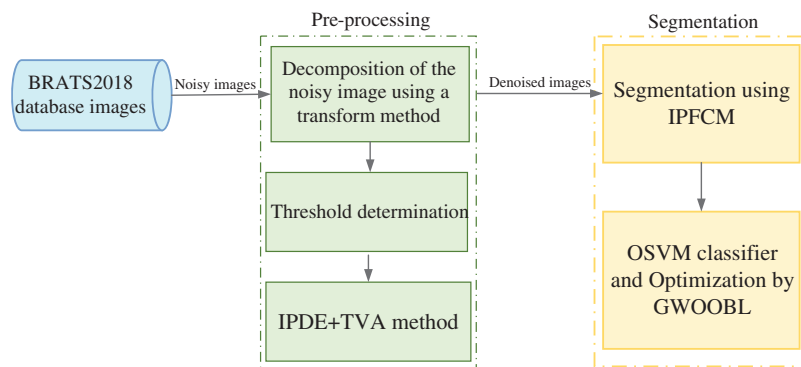 Pre-processing
Segmentation
BRATS2018
database images
Noisy images
Decomposition of the
noisy image using a
transform method
Denoised images
Segmentation using
IPFCM
Threshold determination
OSVM classifier
and Optimization by
GWOOBL
IPDE+TVA method